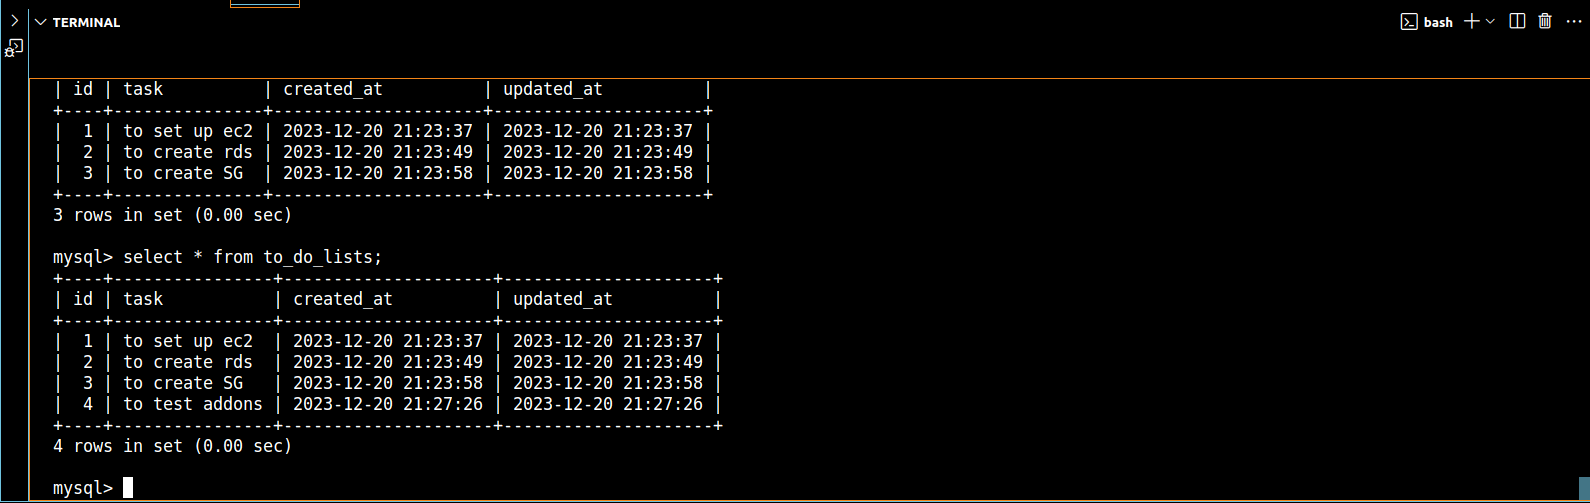 TERMINAL
bash
| id | task          | created_at          | updated_at          |
+----+---------------+---------------------+---------------------+
|  1 | to set up ec2 | 2023-12-20 21:23:37 | 2023-12-20 21:23:37 |
|  2 | to create rds | 2023-12-20 21:23:49 | 2023-12-20 21:23:49 |
|  3 | to create SG  | 2023-12-20 21:23:58 | 2023-12-20 21:23:58 |
+----+---------------+---------------------+---------------------+
3 rows in set (0.00 sec)
mysql> select * from to_do_lists;
+----+----------------+---------------------+---------------------+
| id | task           | created_at          | updated_at          |
+----+----------------+---------------------+---------------------+
|  1 | to set up ec2  | 2023-12-20 21:23:37 | 2023-12-20 21:23:37 |
|  2 | to create rds  | 2023-12-20 21:23:49 | 2023-12-20 21:23:49 |
|  3 | to create SG   | 2023-12-20 21:23:58 | 2023-12-20 21:23:58 |
|  4 | to test addons | 2023-12-20 21:27:26 | 2023-12-20 21:27:26 |
+----+----------------+---------------------+---------------------+
4 rows in set (0.00 sec)
mysql>